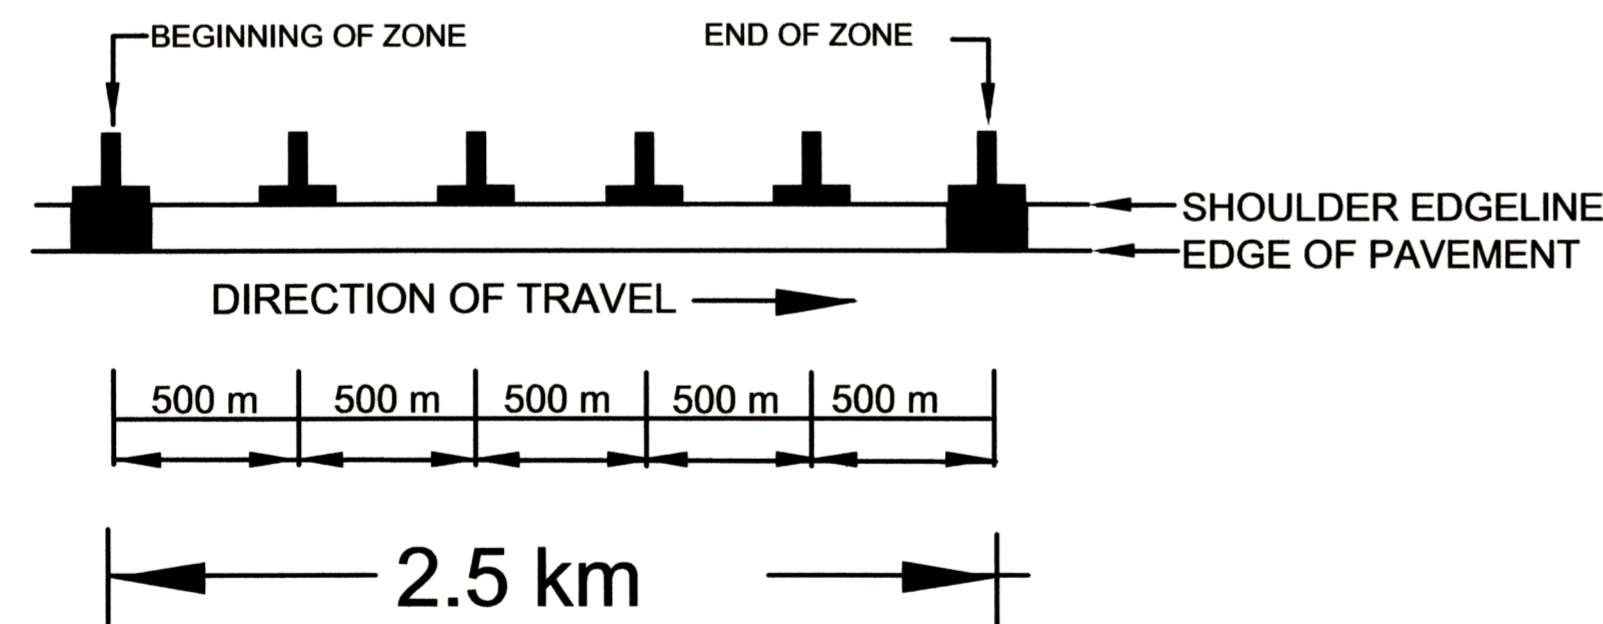 BEGINNING OF ZONE
END OF ZONE
SHOULDER EDGELINE
EDGE OF PAVEMENT
DIRECTION OF TRAVEL
500 m 500 m 500 m 500 m 500 m
2.5 km